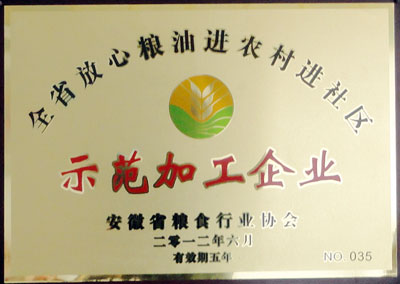 全省放心粮油进农村进社区
示范加工企业
安徽省粮食行业协会
二零一二年六月
有效期五年
NO.035